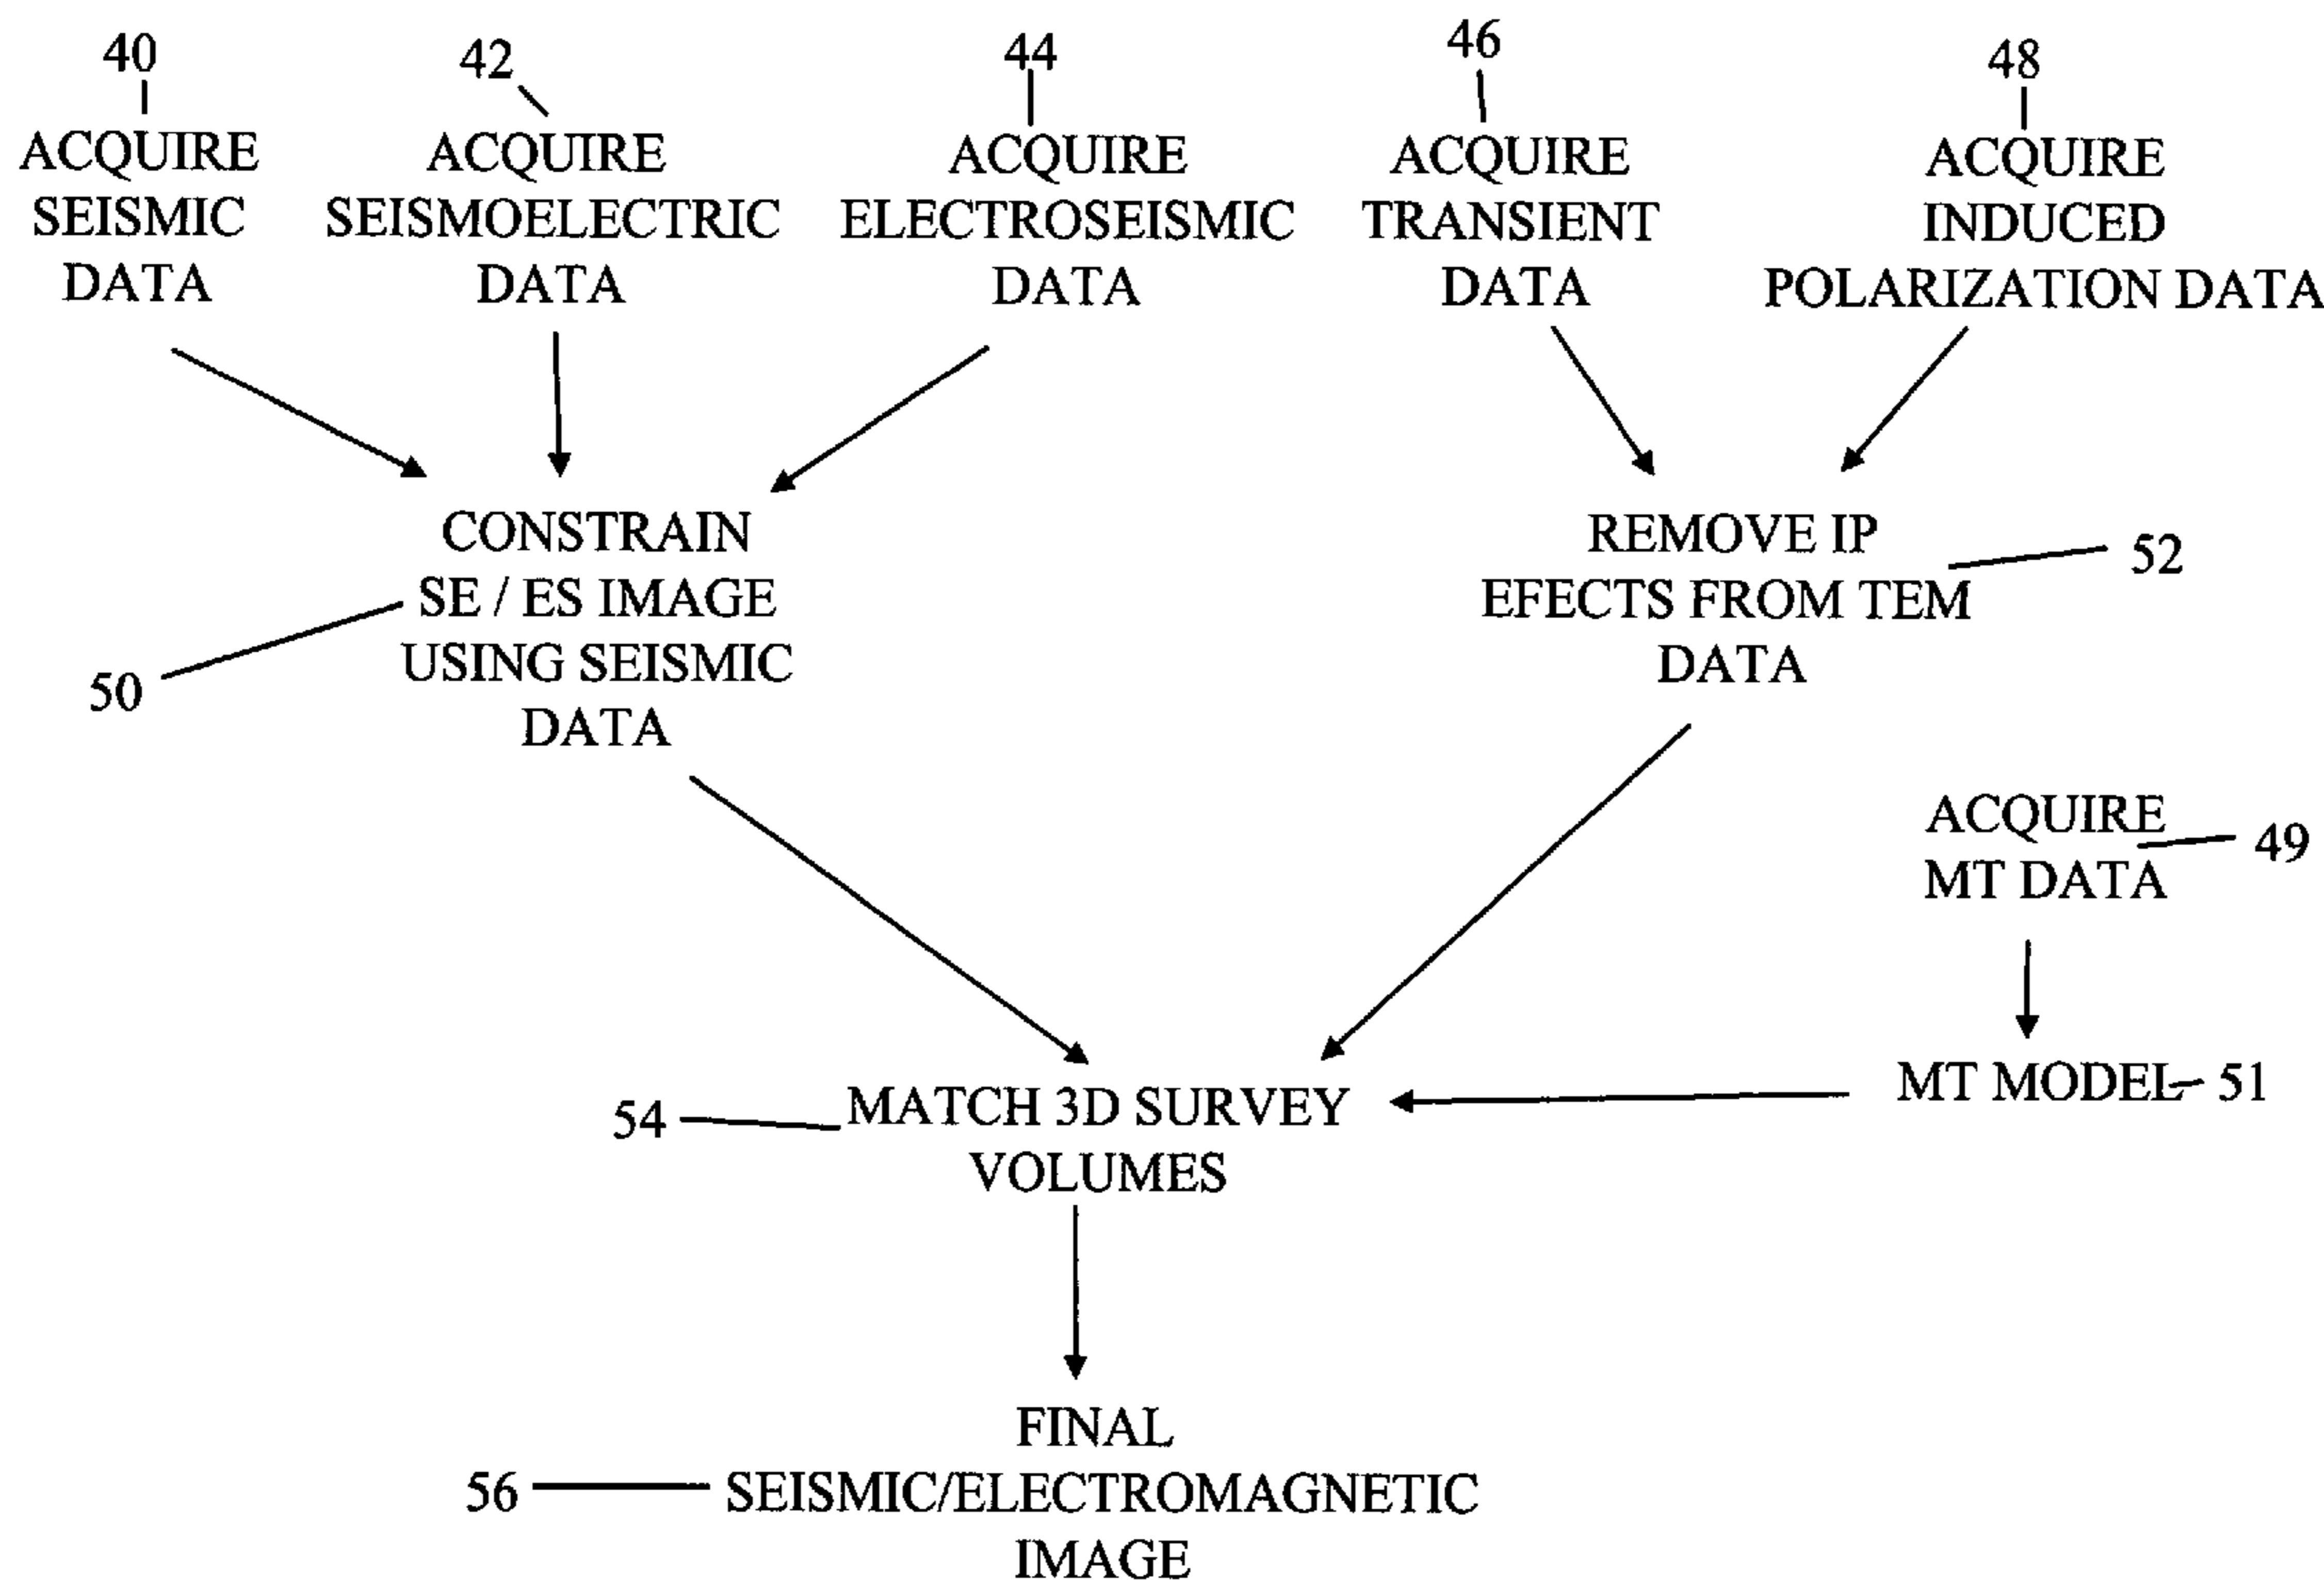 40
42
44
46
48
ACQUIRE
SEISMIC
DATA
ACQUIRE
SEISMOELECTRIC
DATA
ACQUIRE
ELECTROSEISMIC
DATA
ACQUIRE
TRANSIENT
DATA
ACQUIRE
INDUCED
POLARIZATION DATA
CONSTRAIN
SE / ES IMAGE
USING SEISMIC
DATA
50
REMOVE IP
EFECTS FROM TEM
DATA
52
ACQUIRE
MT DATA
49
MT MODEL
51
54
MATCH 3D SURVEY
VOLUMES
56
FINAL
SEISMIC/ELECTROMAGNETIC
IMAGE